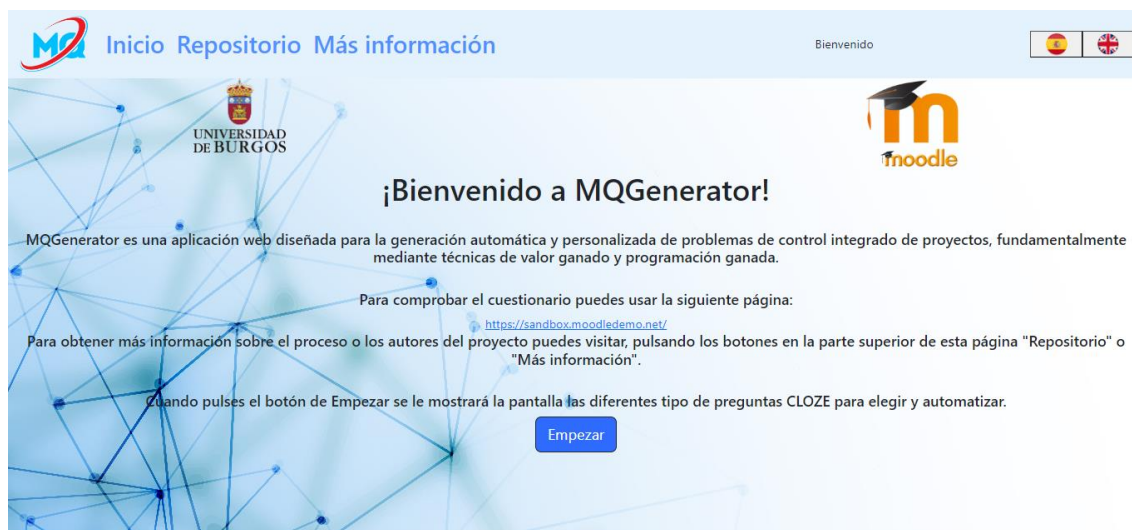 MQ Inicio Repositorio Más información Bienvenido
UNIVERSIDAD
DE BURGOS
m
moodle
¡Bienvenido a MQGenerator!
MQGenerator es una aplicación web diseñada para la generación automática y personalizada de problemas de control integrado de proyectos, fundamentalmente
mediante técnicas de valor ganado y programación ganada.
Para comprobar el cuestionario puedes usar la siguiente página:
https://sandbox.moodledemo.net/
Para obtener más información sobre el proceso o los autores del proyecto puedes visitar, pulsando los botones en la parte superior de esta página "Repositorio" o
"Más información".
Cuando pulses el botón de Empezar se le mostrará la pantalla las diferentes tipo de preguntas CLOZE para elegir y automatizar.
Empezar